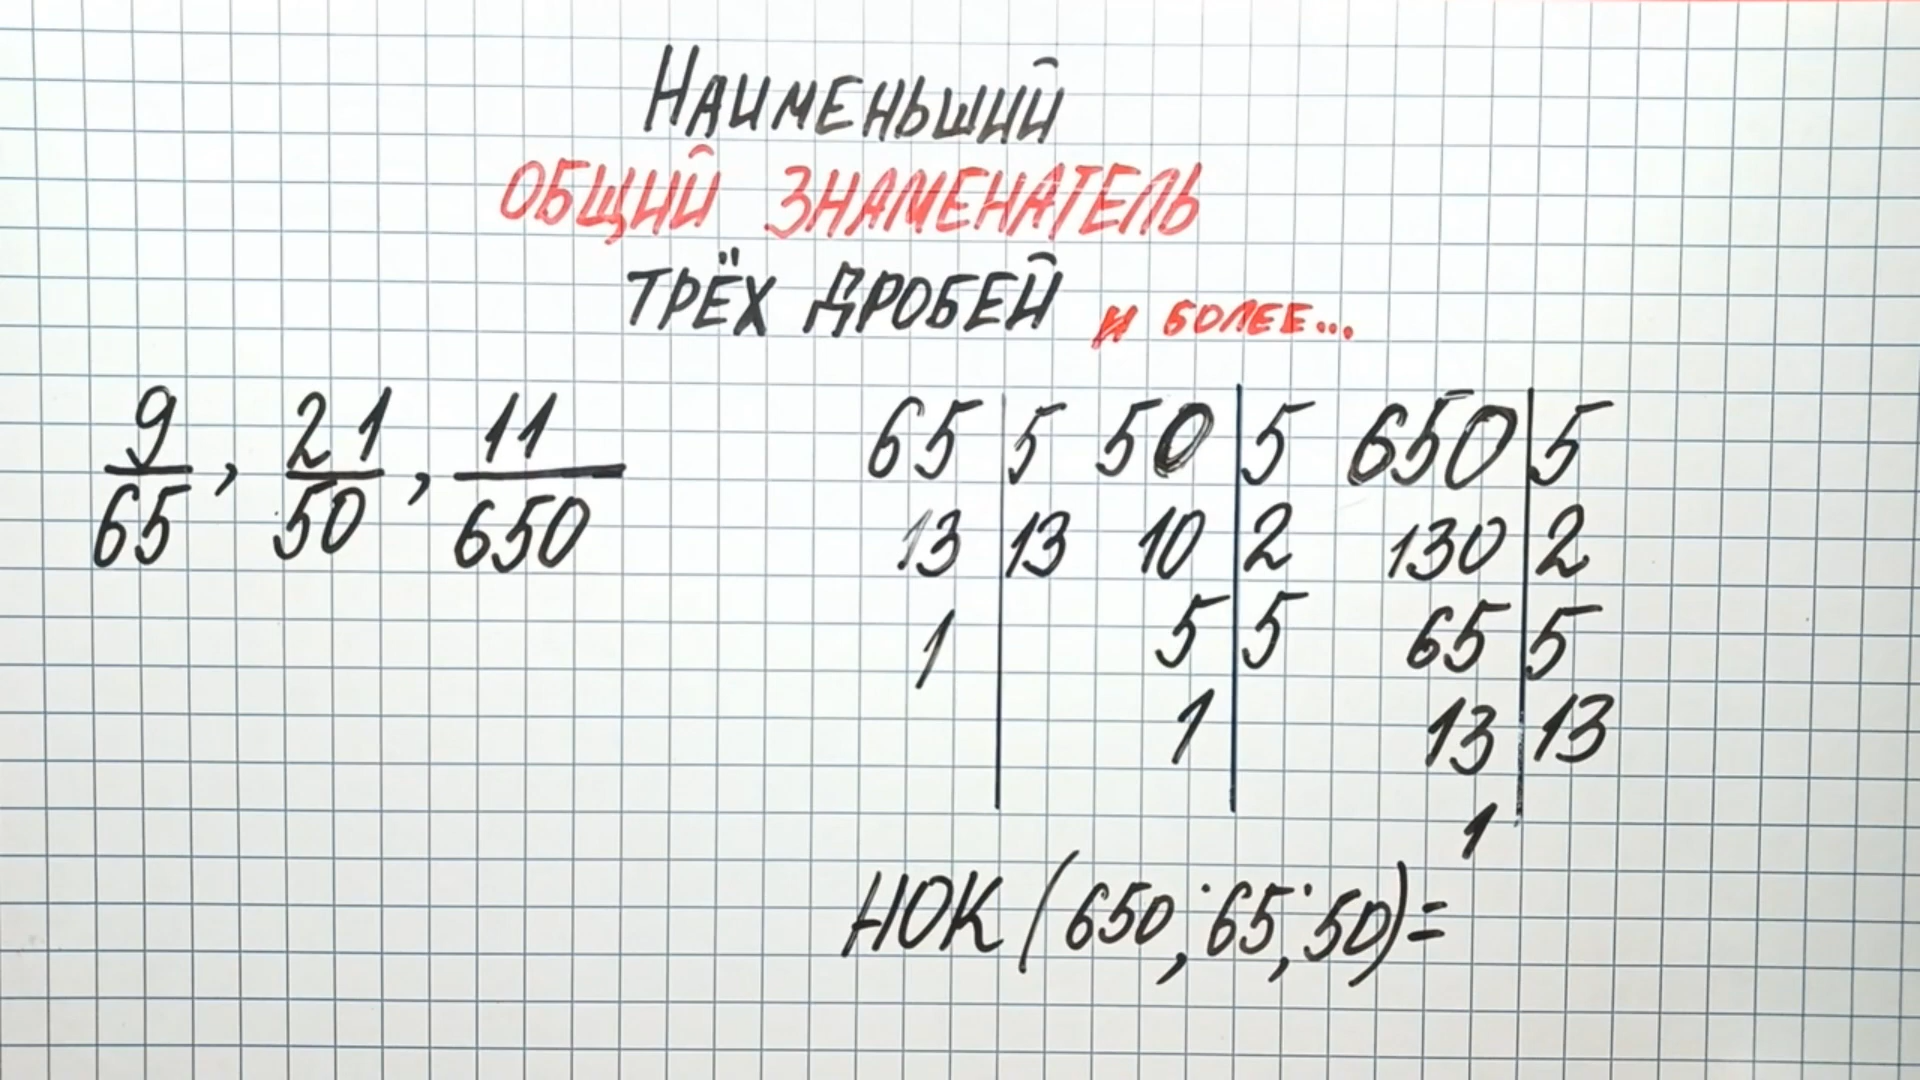 НАИМЕНЬШИЙ
ОБЩИЙ ЗНАМЕНАТЕЛЬ
ТРЁХ ДРОБЕЙ И БОЛЕЕ...
9/65, 21/50, 11/650
65|5 50|5 650|5
13|13 10|2 130|2
1| 5|5 65|5
1| 13|13
1
НОК (650; 65; 50)=